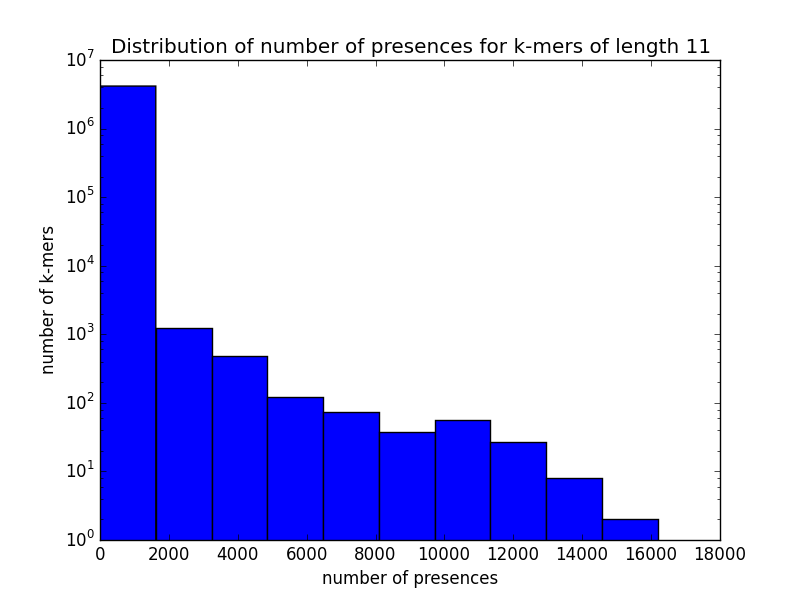 Distribution of number of presences for k-mers of length 11
10^7
10^6
10^5
10^4
10^3
10^2
10^1
10^0
number of k-mers
0 2000 4000 6000 8000 10000 12000 14000 16000 18000
number of presences